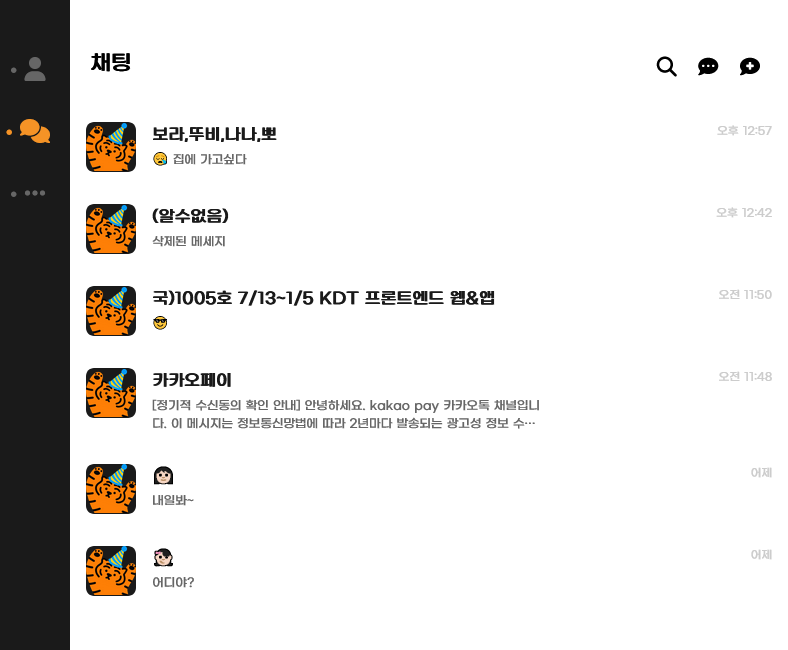 채팅
보라,뚜비,나나,뽀
오후 12:57
😪 집에 가고싶다
(알수없음)
오후 12:42
삭제된 메세지
국)1005호 7/13~1/5 KDT 프론트엔드 웹&앱
오전 11:50
😎
카카오페이
오전 11:48
[정기적 수신동의 확인 안내] 안녕하세요. kakao pay 카카오톡 채널입니
다. 이 메시지는 정보통신망법에 따라 2년마다 발송되는 광고성 정보 수…
어제
내일봐~
어제
어디야?